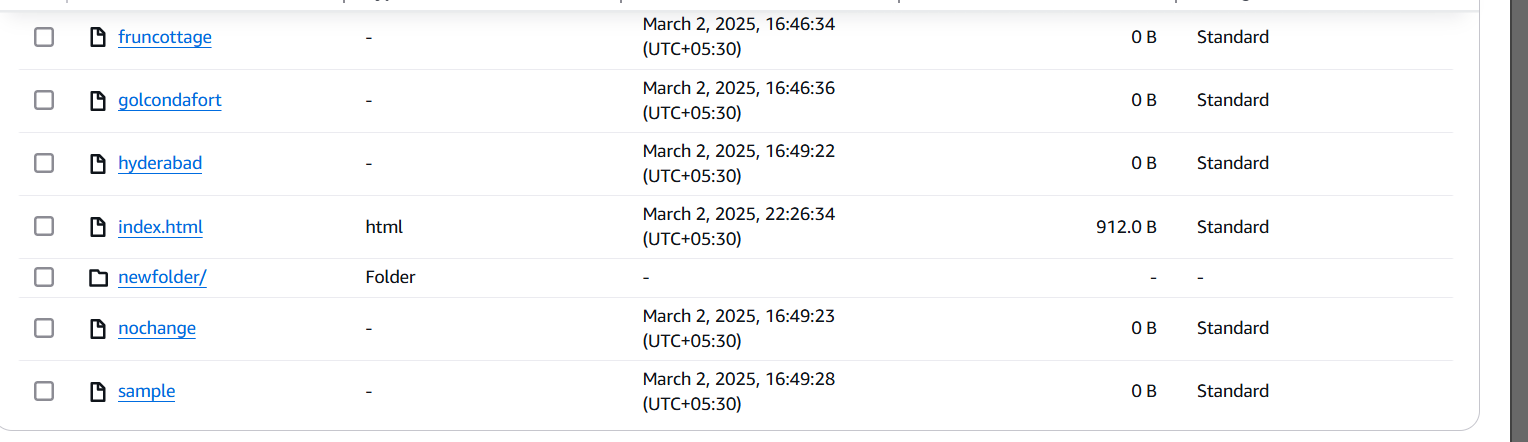 March 2, 2025, 16:46:34
fruncottage - 0 B Standard
(UTC+05:30)
March 2, 2025, 16:46:36
golcondafort - 0 B Standard
(UTC+05:30)
March 2, 2025, 16:49:22
hyderabad - 0 B Standard
(UTC+05:30)
March 2, 2025, 22:26:34
index.html html 912.0 B Standard
(UTC+05:30)
newfolder/ Folder - - -
March 2, 2025, 16:49:23
nochange - 0 B Standard
(UTC+05:30)
March 2, 2025, 16:49:28
sample - 0 B Standard
(UTC+05:30)